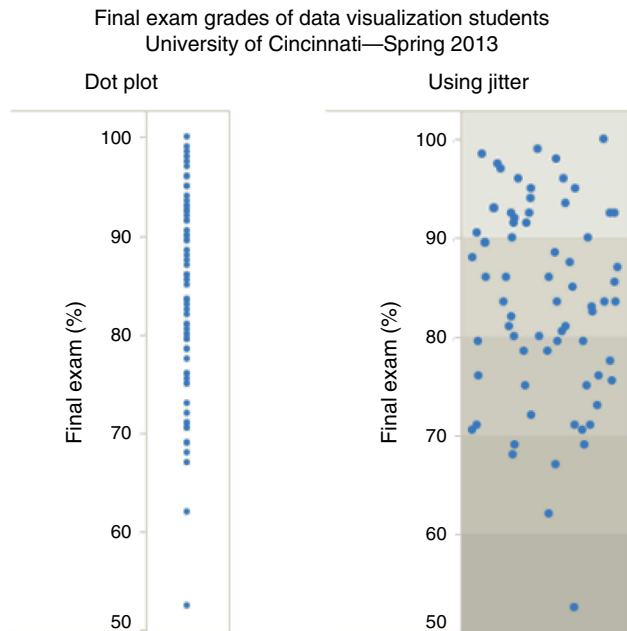 Final exam grades of data visualization students
University of Cincinnati—Spring 2013
Dot plot
Using jitter
100
90
80
70
60
50
Final exam (%)
100
90
80
70
60
50
Final exam (%)